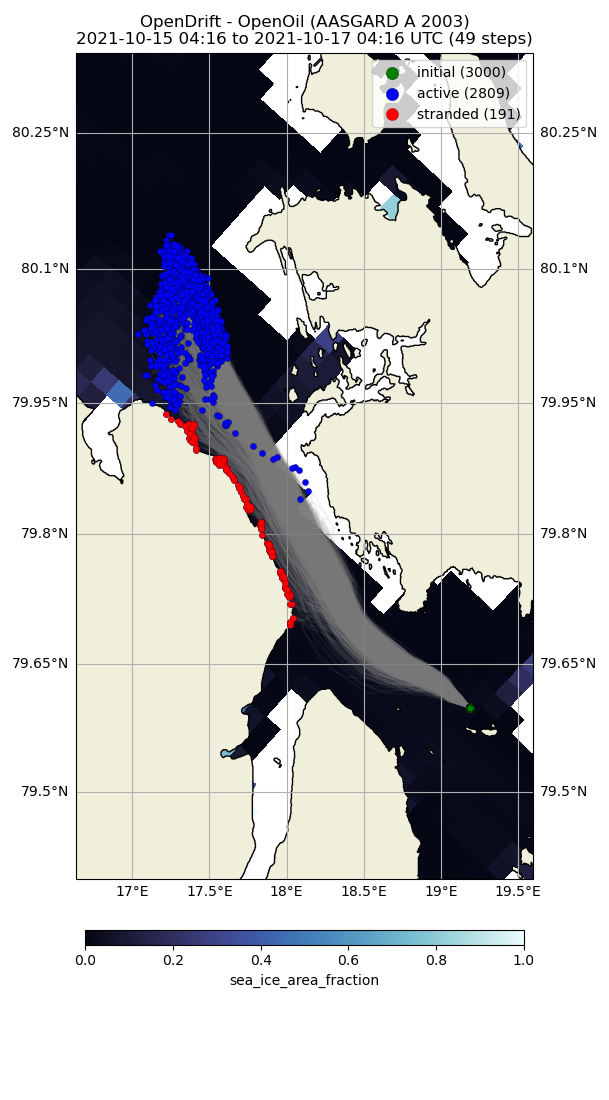 OpenDrift - OpenOil (AASGARD A 2003)
2021-10-15 04:16 to 2021-10-17 04:16 UTC (49 steps)
initial (3000)
active (2809)
stranded (191)
80.25°N 80.25°N
80.1°N 80.1°N
79.95°N 79.95°N
79.8°N 79.8°N
79.65°N 79.65°N
79.5°N 79.5°N
17°E 17.5°E 18°E 18.5°E 19°E 19.5°E
0.0 0.2 0.4 0.6 0.8 1.0
sea_ice_area_fraction